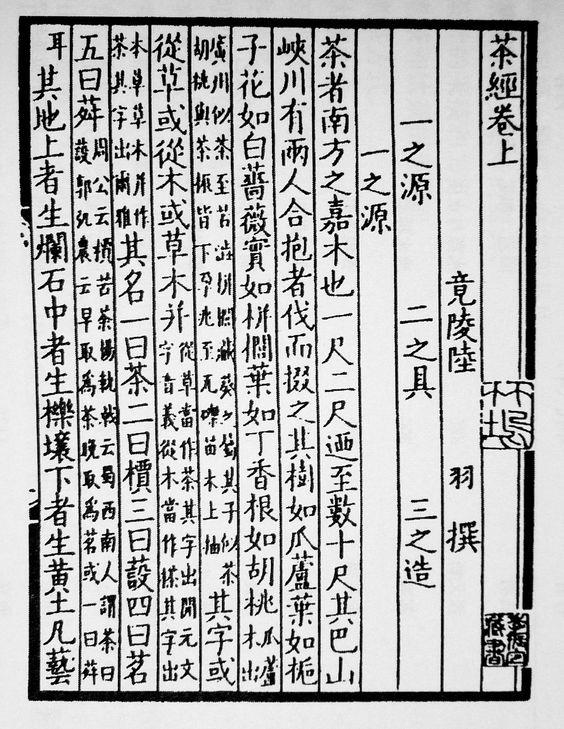 茶經卷上
竟陵陸 羽 撰
一之源 二之具 三之造
一之源
茶者南方之嘉木也一尺二尺迺至數十尺其巴山
峽川有兩人合抱者伐而掇之其樹如瓜蘆葉如梔
子花如白薔薇實如栟櫚葉如丁香根如胡桃瓜蘆木出
廣川似茶至苦澁栟櫚蒲葵之屬其子似茶
胡桃與茶根皆下孕兆至瓦礫苗木上抽其字或
從草或從木或草木并從草當作茶其字出開元文
字音義從木當作搽其字出
本草草木并作
茶其字出爾雅其名一曰茶二曰檟三曰蔎四曰茗
五曰荈周公云檟苦茶揚執戟云蜀西南人謂茶曰
蔎郭弘農云早取爲茶晚取爲茗或一曰荈
耳其地上者生爛石中者生櫟壤下者生黃土凡藝